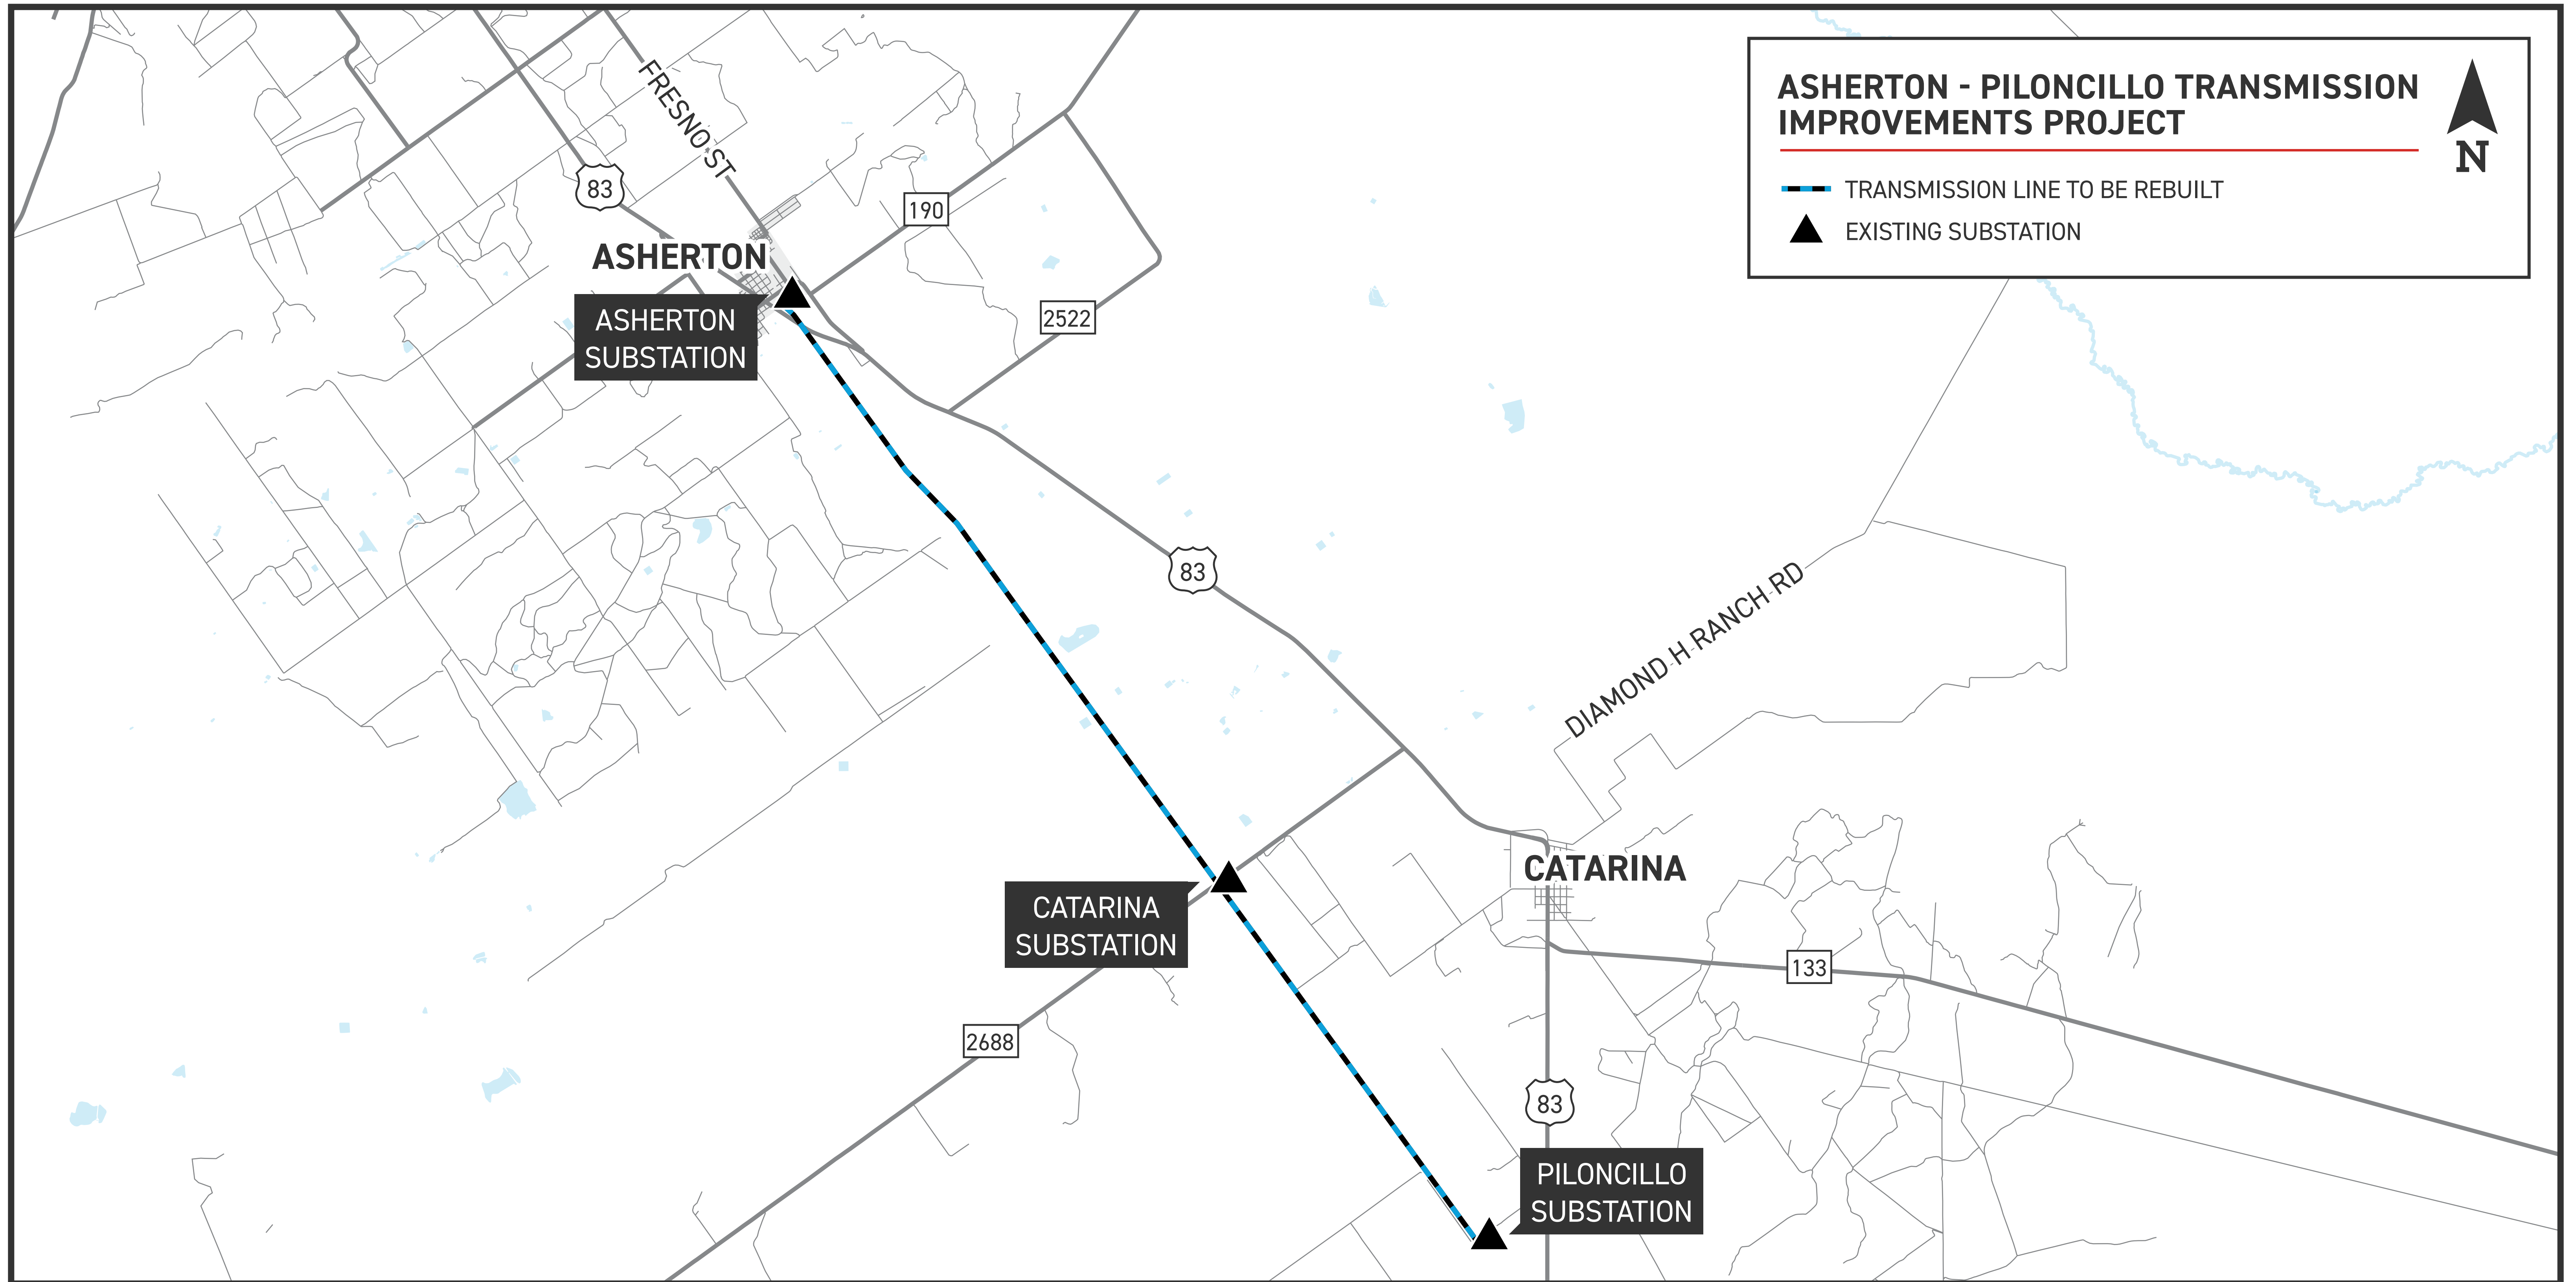 ASHERTON - PILONCILLO TRANSMISSION
IMPROVEMENTS PROJECT
N
TRANSMISSION LINE TO BE REBUILT
EXISTING SUBSTATION
FRESNO ST
83
190
ASHERTON
2522
ASHERTON
SUBSTATION
83
DIAMOND H RANCH RD
CATARINA
CATARINA
SUBSTATION
133
2688
83
PILONCILLO
SUBSTATION